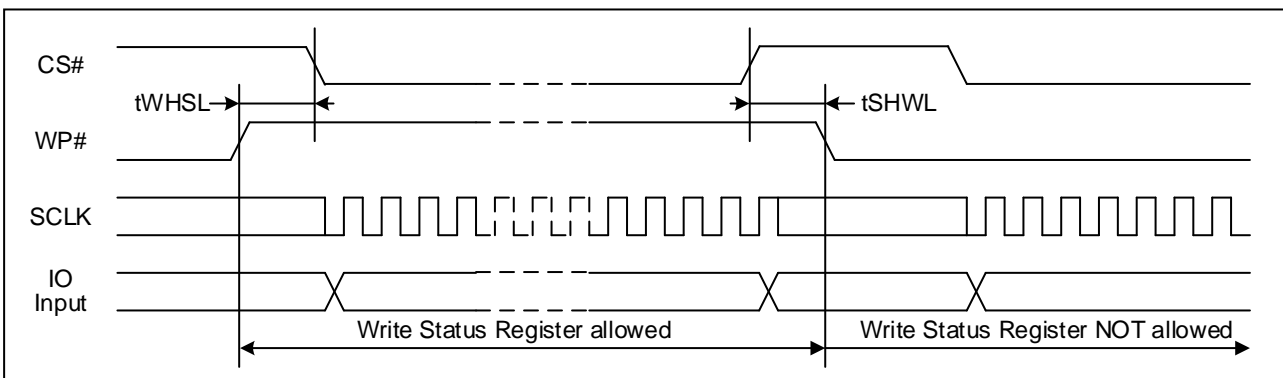 CS#
tWHSL
tSHWL
WP#
SCLK
IO
Input
Write Status Register allowed
Write Status Register NOT allowed